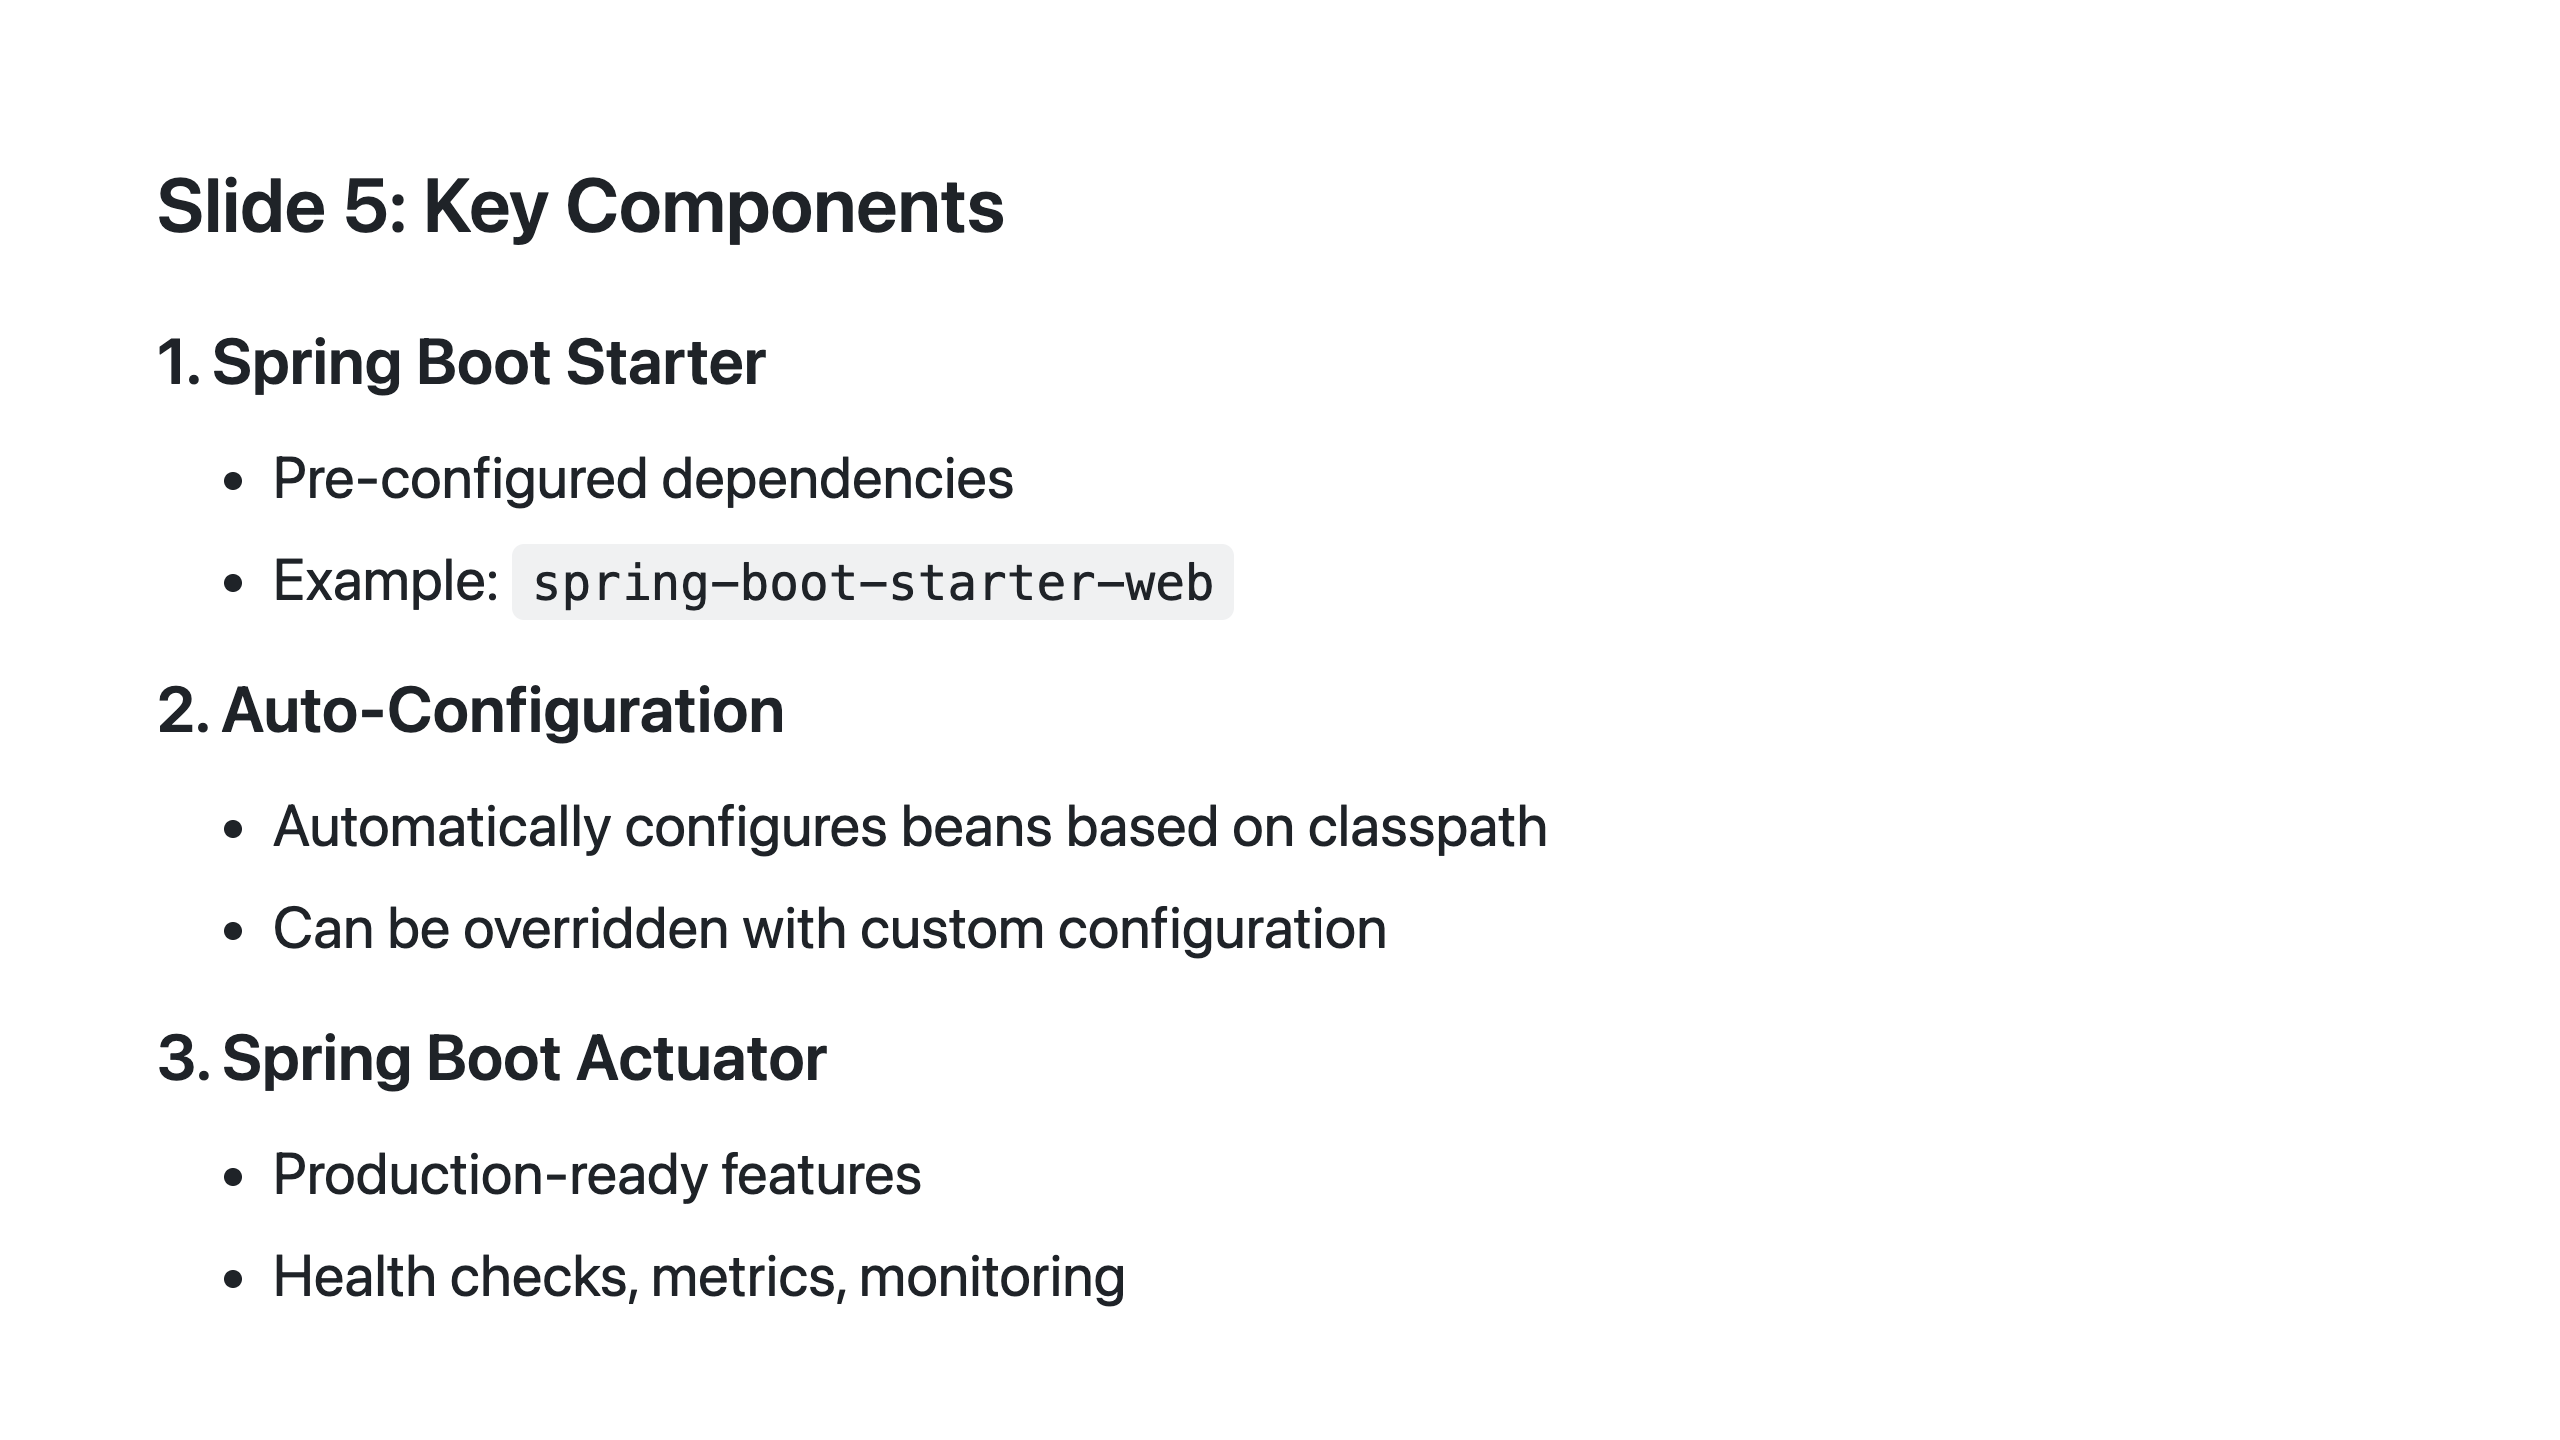 Slide 5: Key Components
1. Spring Boot Starter
• Pre-configured dependencies
• Example: spring-boot-starter-web
2. Auto-Configuration
• Automatically configures beans based on classpath
• Can be overridden with custom configuration
3. Spring Boot Actuator
• Production-ready features
• Health checks, metrics, monitoring